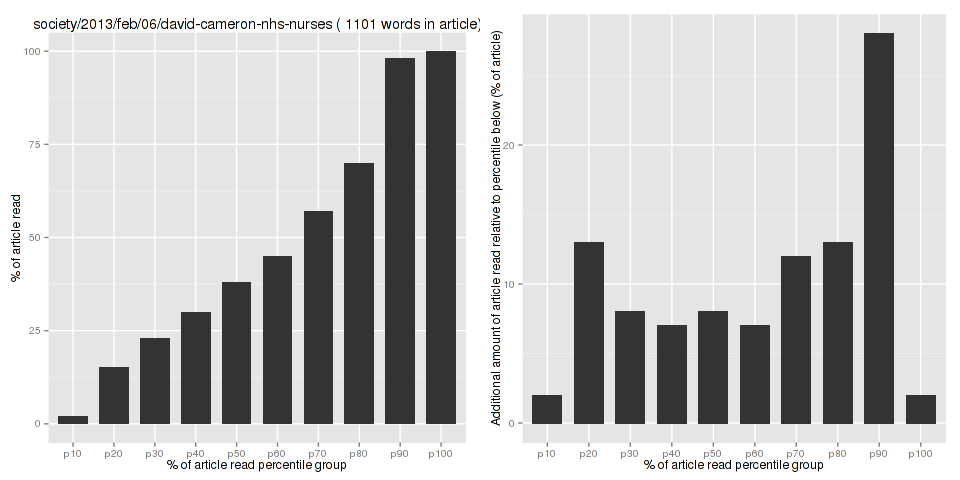 society/2013/feb/06/david-cameron-nhs-nurses ( 1101 words in article)
% of article read
100
75
50
25
0
p10 p20 p30 p40 p50 p60 p70 p80 p90 p100
% of article read percentile group
Additional amount of article read relative to percentile below (% of article)
20
10
0
p10 p20 p30 p40 p50 p60 p70 p80 p90 p100
% of article read percentile group